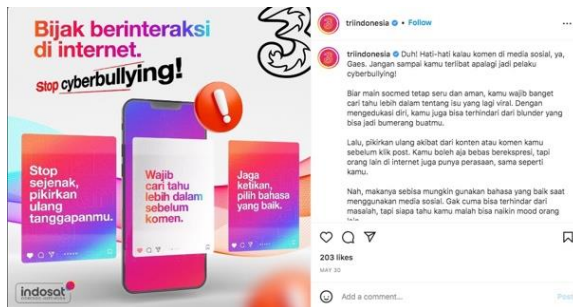 Bijak berinteraksi
di internet.
Stop cyberbullying!
3
Stop
sejenak,
pikirkan
ulang
tanggapanmu.
Wajib
cari tahu
lebih dalam
sebelum
komen.
Jaga
ketikan,
pilih bahasa
yang baik.
indosat
triindonesia • Follow
triindonesia Duh! Hati-hati kalau komen di media sosial, ya,
Gaes. Jangan sampai kamu terlibat apalagi jadi pelaku
cyberbullying!
Biar main socmed tetap seru dan aman, kamu wajib banget
cari tahu lebih dalam tentang isu yang lagi viral. Dengan
mengedukasi diri, kamu juga bisa terhindar dari blunder yang
bisa jadi bumerang buatmu.
Lalu, pikirkan ulang akibat dari konten atau komen kamu
sebelum klik post. Kamu boleh aja bebas berekspresi, tapi
orang lain di internet juga punya perasaan, sama seperti
kamu.
Nah, makanya sebisa mungkin gunakan bahasa yang baik saat
menggunakan media sosial. Gak cuma bisa terhindar dari
masalah, tapi siapa tahu kamu malah bisa naikin mood orang
203 likes
MAY 30
Add a comment...
Post